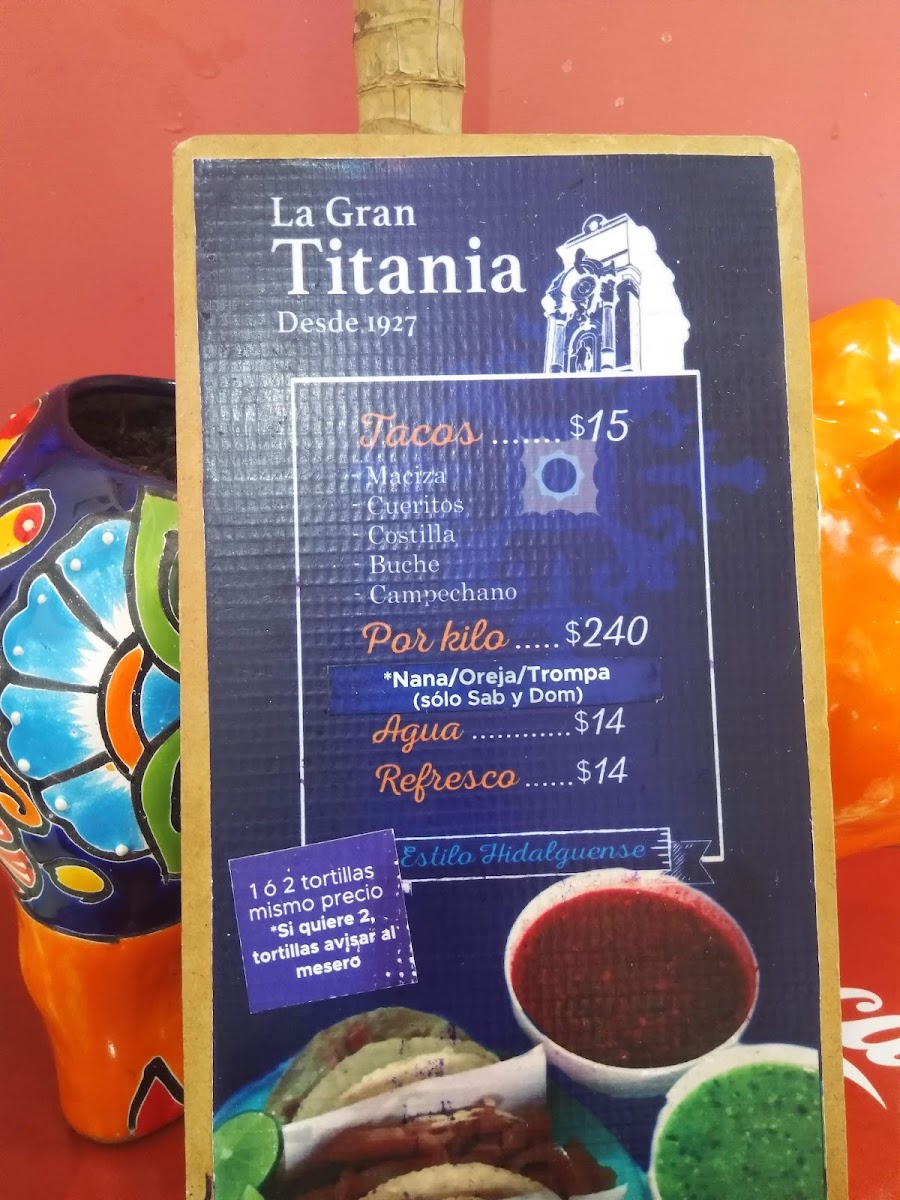 La Gran
Titania
Desde 1927
Tacos ....... $15
- Maciza
- Cueritos
- Costilla
- Buche
- Campechano
Por kilo ..... $240
*Nana/Oreja/Trompa
(sólo Sab y Dom)
Agua ............ $14
Refresco ...... $14
Estilo Hidalguense
1 ó 2 tortillas
mismo precio
*Si quiere 2,
tortillas avisar al
mesero